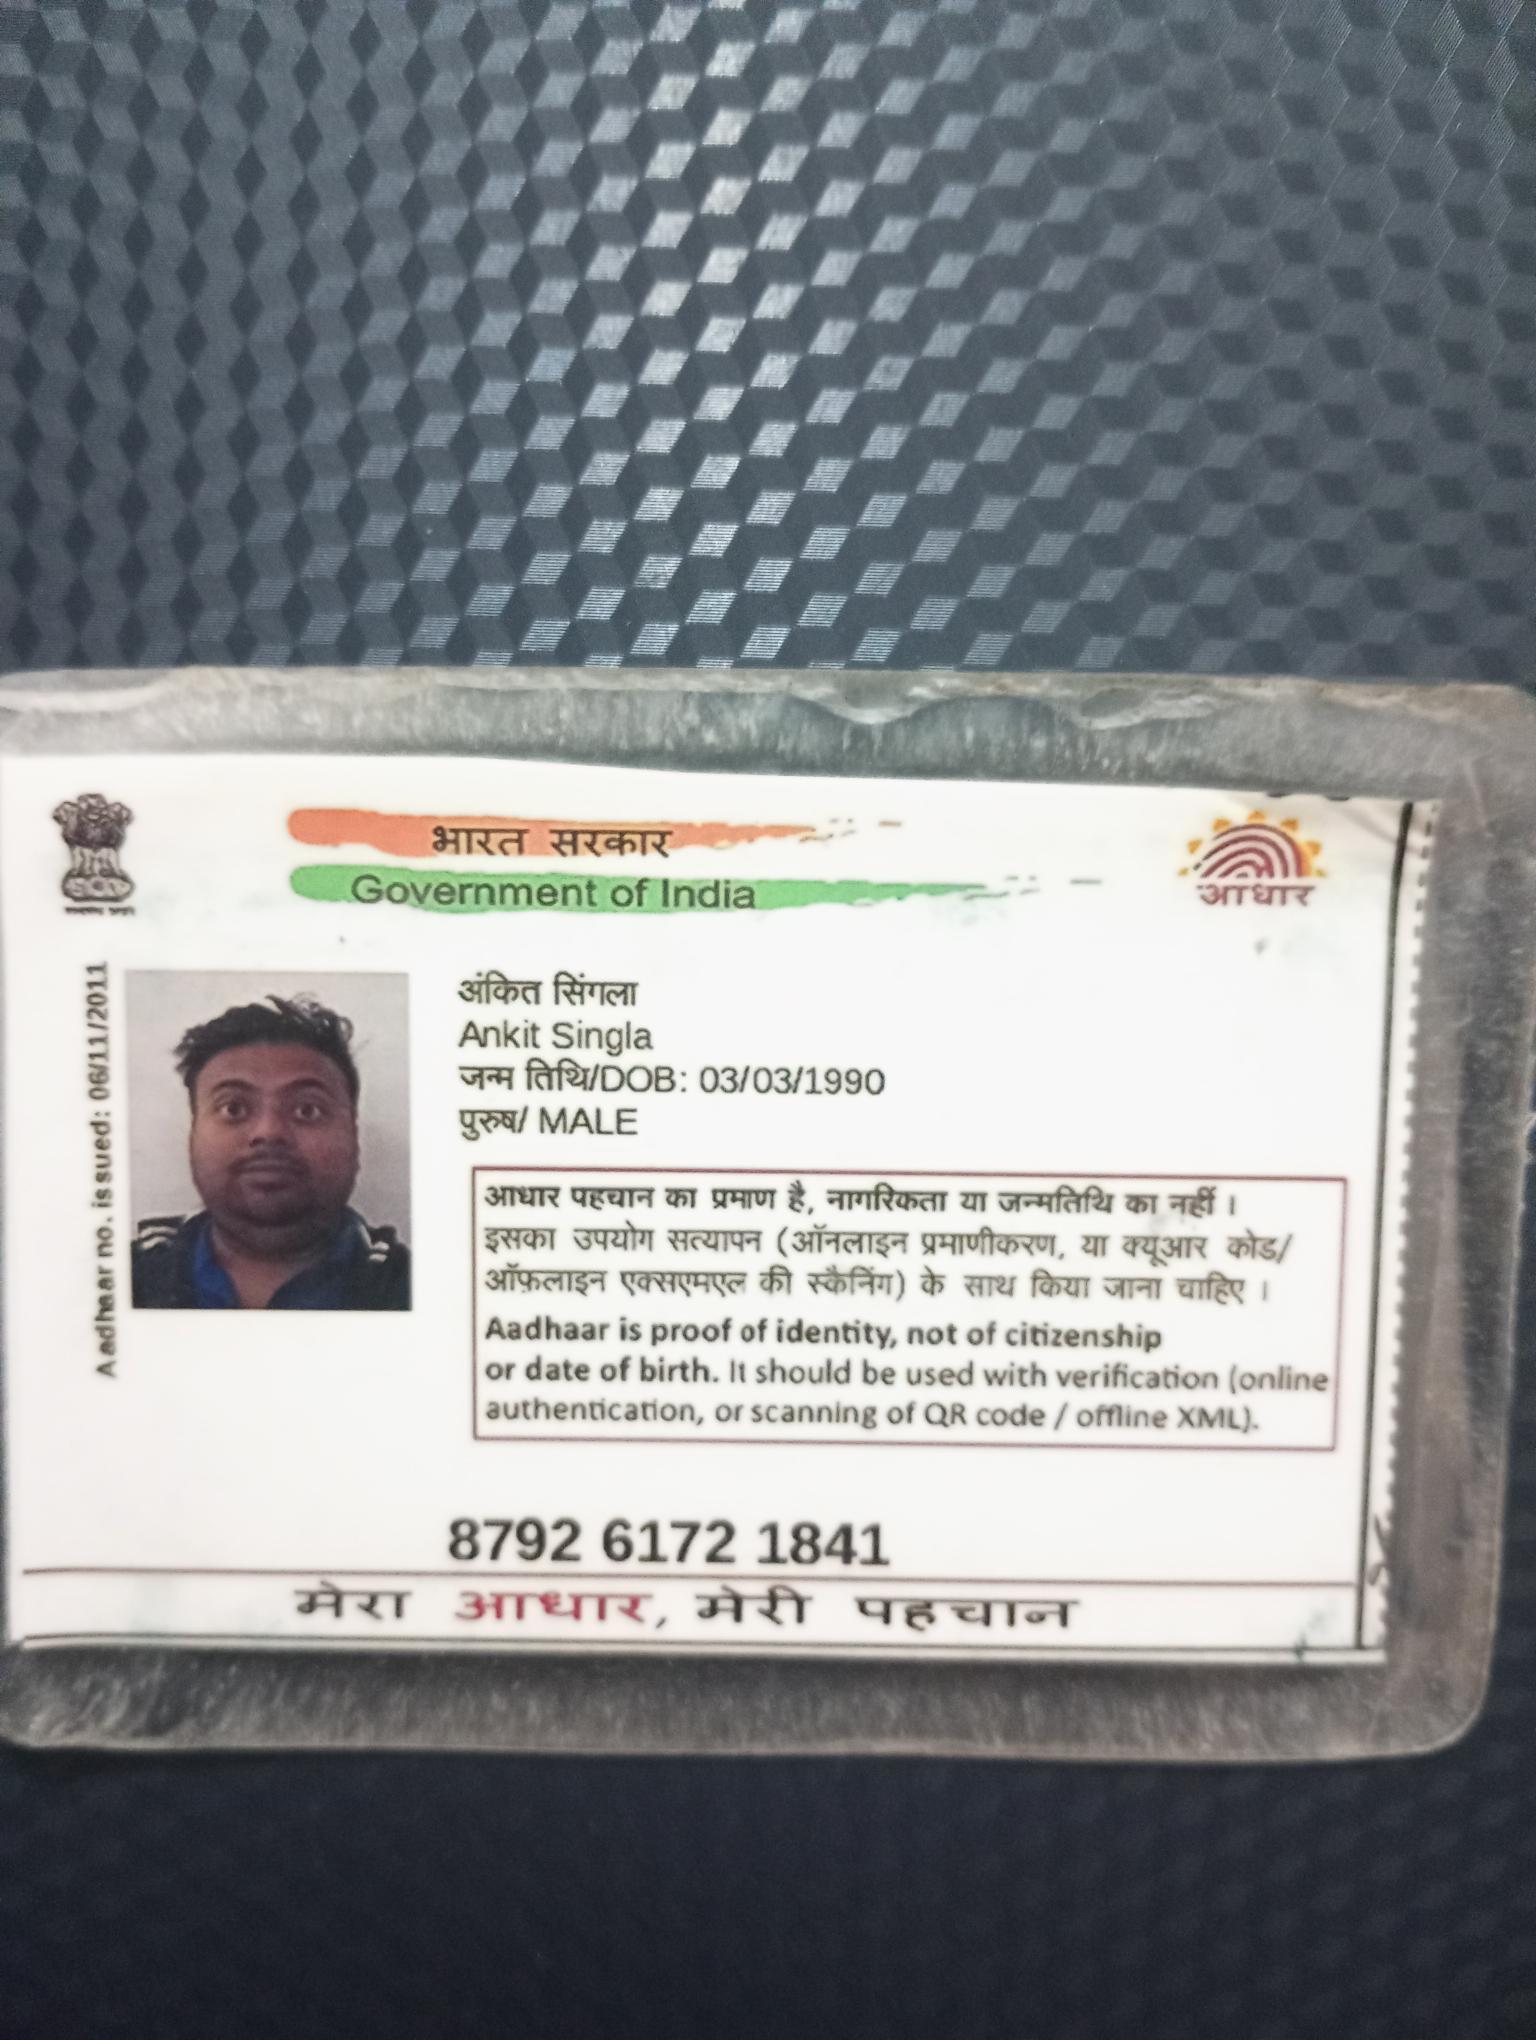 भारत सरकार
Government of India
आधार
Aadhaar no. issued: 06/11/2011
अंकित सिंगला
Ankit Singla
जन्म तिथि/DOB: 03/03/1990
पुरुष/ MALE
आधार पहचान का प्रमाण है, नागरिकता या जन्मतिथि का नहीं ।
इसका उपयोग सत्यापन (ऑनलाइन प्रमाणीकरण, या क्यूआर कोड/
ऑफ़लाइन एक्सएमएल की स्कैनिंग) के साथ किया जाना चाहिए ।
Aadhaar is proof of identity, not of citizenship
or date of birth. It should be used with verification (online
authentication, or scanning of QR code / offline XML).
8792 6172 1841
मेरा आधार, मेरी पहचान